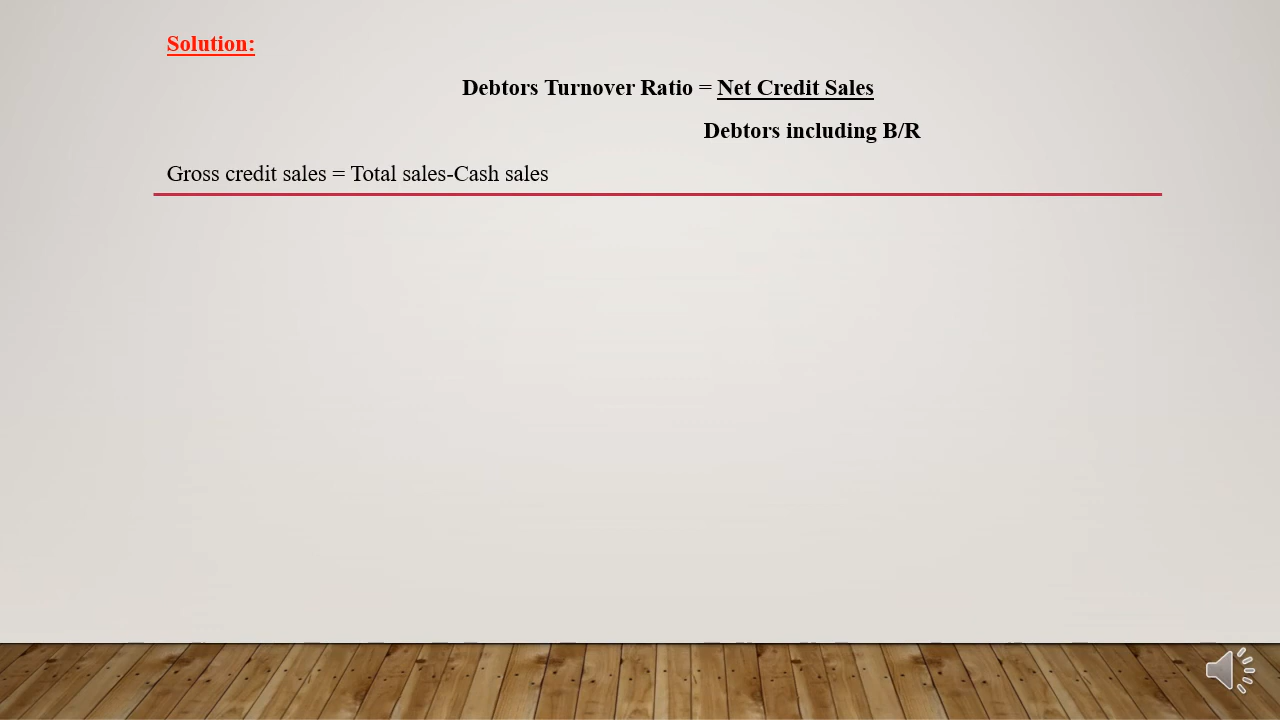 Solution:
Debtors Turnover Ratio = Net Credit Sales
Debtors including B/R
Gross credit sales = Total sales-Cash sales